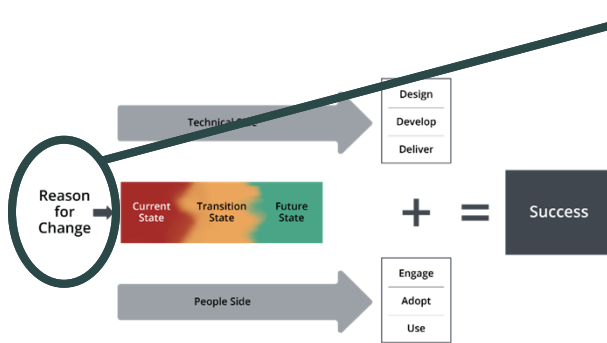 Design
Technical
Develop
Deliver
Reason
for
Change
Current
State
Transition
State
Future
State
+
=
Success
Engage
People Side
Adopt
Use